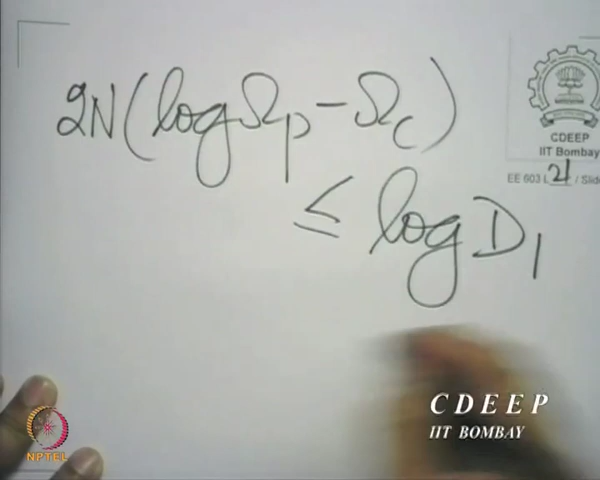 2N(log Ωp - Ωc)
≤ log D1
CDEEP
IIT Bombay
EE 603 L 21 / Slide
CDEEP
IIT BOMBAY
NPTEL